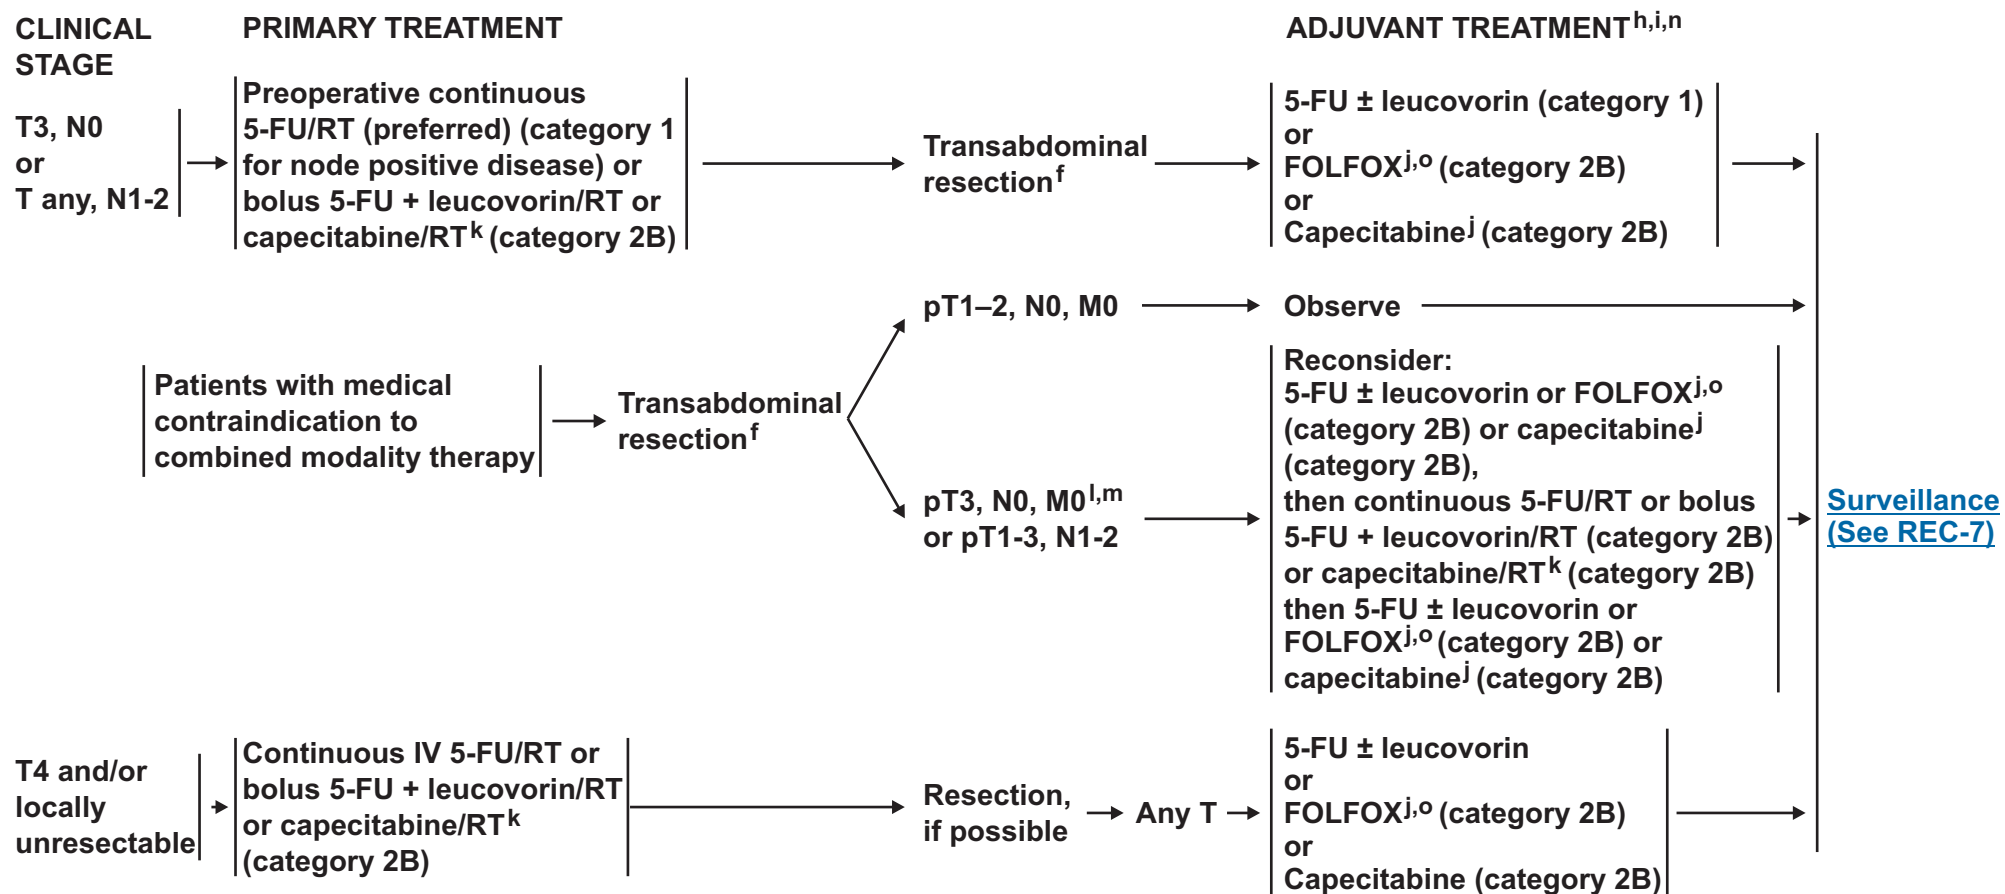 CLINICAL
STAGE
PRIMARY TREATMENT
ADJUVANT TREATMENTh,i,n
T3, N0
or
T any, N1-2
Preoperative continuous
5-FU/RT (preferred) (category 1
for node positive disease) or
bolus 5-FU + leucovorin/RT or
capecitabine/RTk (category 2B)
Transabdominal
resectionf
5-FU ± leucovorin (category 1)
or
FOLFOXj,o (category 2B)
or
Capecitabinej (category 2B)
Patients with medical
contraindication to
combined modality therapy
Transabdominal
resectionf
pT1–2, N0, M0
Observe
pT3, N0, M0l,m
or pT1-3, N1-2
Reconsider:
5-FU ± leucovorin or FOLFOXj,o
(category 2B) or capecitabinej
(category 2B),
then continuous 5-FU/RT or bolus
5-FU + leucovorin/RT (category 2B)
or capecitabine/RTk (category 2B)
then 5-FU ± leucovorin or
FOLFOXj,o (category 2B) or
capecitabinej (category 2B)
Surveillance
(See REC-7)
T4 and/or
locally
unresectable
Continuous IV 5-FU/RT or
bolus 5-FU + leucovorin/RT
or capecitabine/RTk
(category 2B)
Resection,
if possible
Any T
5-FU ± leucovorin
or
FOLFOXj,o (category 2B)
or
Capecitabine (category 2B)